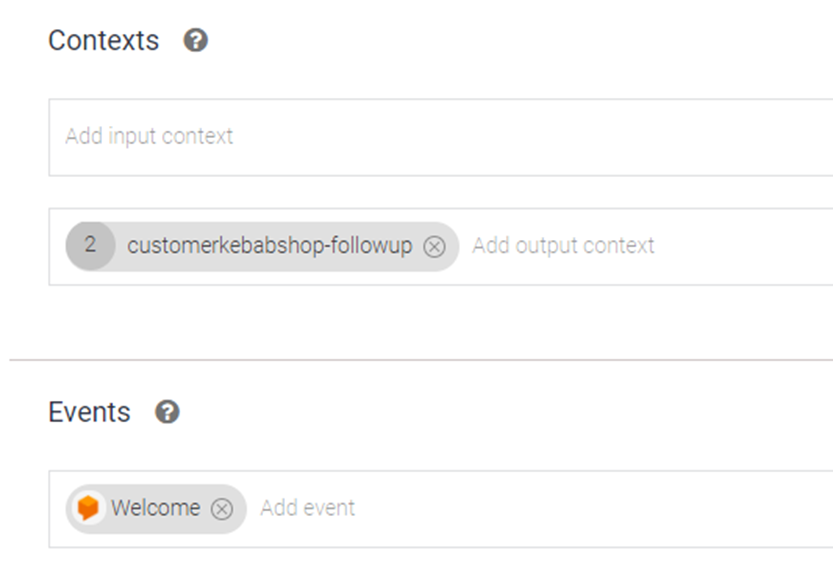 Contexts ?
Add input context
2 customerkebabshop-followup Add output context
Events ?
Welcome Add event